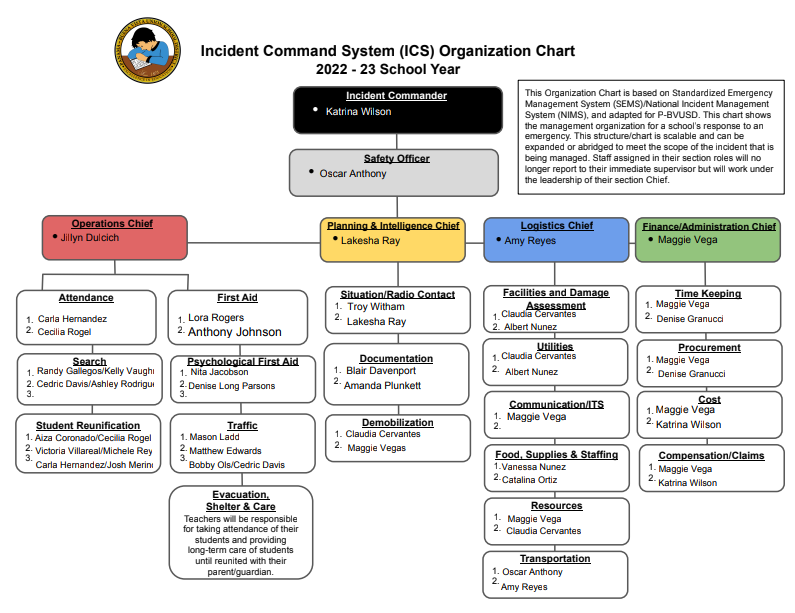 Incident Command System (ICS) Organization Chart
2022 - 23 School Year
Incident Commander
• Katrina Wilson
This Organization Chart is based on Standardized Emergency
Management System (SEMS)/National Incident Management
System (NIMS), and adapted for P-BVUSD. This chart shows
the management organization for a school's response to an
emergency. This structure/chart is scalable and can be
expanded or abridged to meet the scope of the incident that is
being managed. Staff assigned in their section roles will no
longer report to their immediate supervisor but will work under
the leadership of their section Chief.
Safety Officer
• Oscar Anthony
Operations Chief
• Jillyn Dulcich
Planning & Intelligence Chief
• Lakesha Ray
Logistics Chief
• Amy Reyes
Finance/Administration Chief
• Maggie Vega
Attendance
1. Carla Hernandez
2. Cecilia Rogel
Search
1. Randy Gallegos/Kelly Vaughn
2. Cedric Davis/Ashley Rodrigu
3.
Student Reunification
1. Aiza Coronado/Cecilia Rogel
2. Victoria Villareal/Michele Rey
3. Carla Hernandez/Josh Merino
First Aid
1. Lora Rogers
2. Anthony Johnson
Psychological First Aid
1. Nita Jacobson
2. Denise Long Parsons
3.
Traffic
1. Mason Ladd
2. Matthew Edwards
3. Bobby Ols/Cedric Davis
Evacuation,
Shelter & Care
Teachers will be responsible
for taking attendance of their
students and providing
long-term care of students
until reunited with their
parent/guardian.
Situation/Radio Contact
1. Troy Witham
2. Lakesha Ray
Documentation
1. Blair Davenport
2. Amanda Plunkett
Demobilization
1. Claudia Cervantes
2. Maggie Vegas
Facilities and Damage
Assessment
1. Claudia Cervantes
2. Albert Nunez
Utilities
1. Claudia Cervantes
2. Albert Nunez
Communication/ITS
1. Maggie Vega
2.
Food, Supplies & Staffing
1. Vanessa Nunez
2. Catalina Ortiz
Resources
1. Maggie Vega
2. Claudia Cervantes
Transportation
1. Oscar Anthony
2. Amy Reyes
Time Keeping
1. Maggie Vega
2. Denise Granucci
Procurement
1. Maggie Vega
2. Denise Granucci
Cost
1. Maggie Vega
2. Katrina Wilson
Compensation/Claims
1. Maggie Vega
2. Katrina Wilson